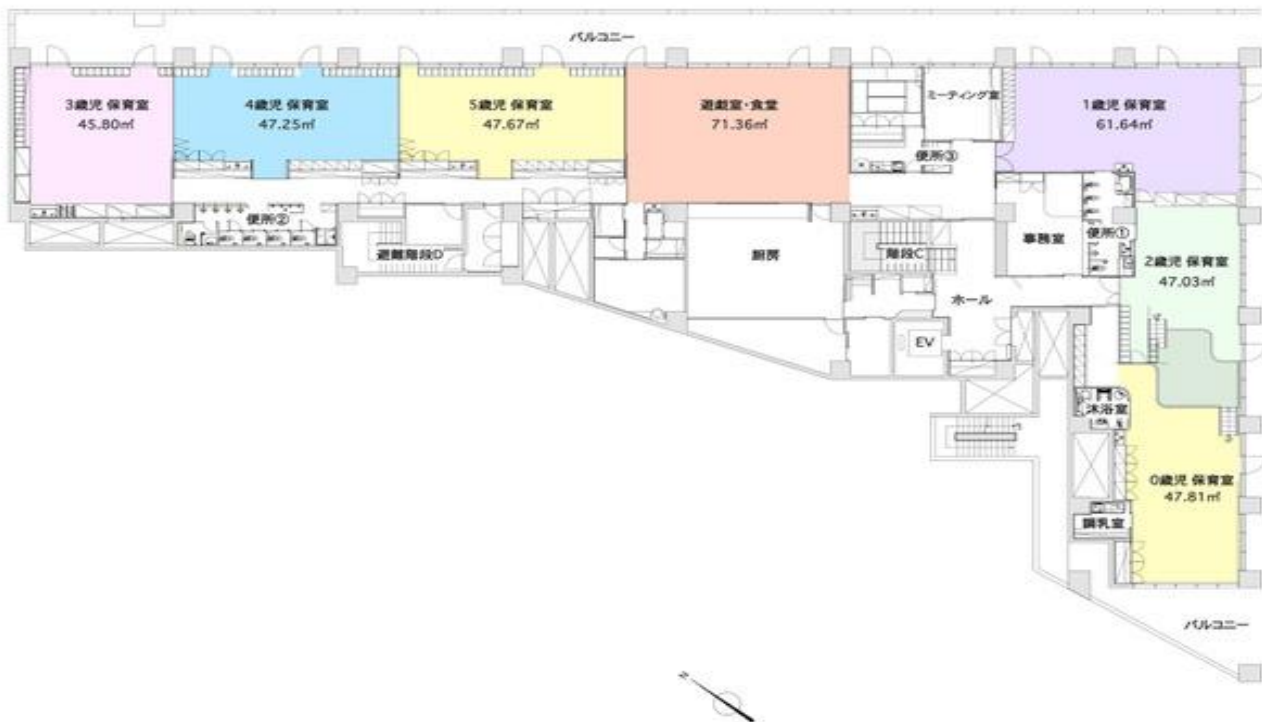 バルコニー
3歳児 保育室
45.80㎡
4歳児 保育室
47.25㎡
5歳児 保育室
47.67㎡
遊戯室・食堂
71.36㎡
ミーティング室
1歳児 保育室
61.64㎡
便所③
便所②
避難階段D
厨房
階段C
事務室
便所①
2歳児 保育室
47.03㎡
ホール
EV
沐浴室
0歳児 保育室
47.81㎡
調乳室
バルコニー
N